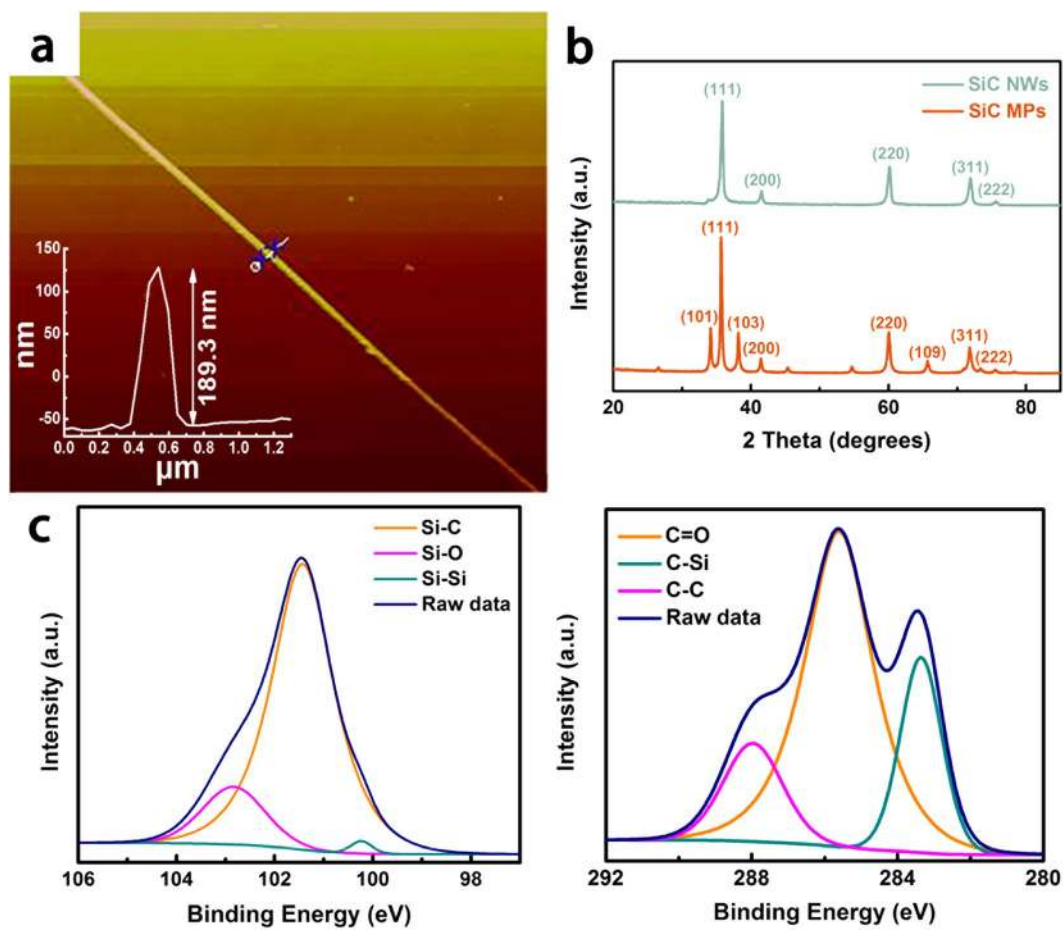 a
nm
150
100
50
0
-50
189.3 nm
0.0 0.2 0.4 0.6 0.8 1.0 1.2
µm
b
SiC NWs
SiC MPs
Intensity (a.u.)
(111)
(200)
(220)
(311)
(222)
(111)
(101)
(103)
(200)
(220)
(109)
(311)
(222)
20 40 60 80
2 Theta (degrees)
c
Si-C
Si-O
Si-Si
Raw data
Intensity (a.u.)
106 104 102 100 98
Binding Energy (eV)
C=O
C-Si
C-C
Raw data
Intensity (a.u.)
292 288 284 280
Binding Energy (eV)